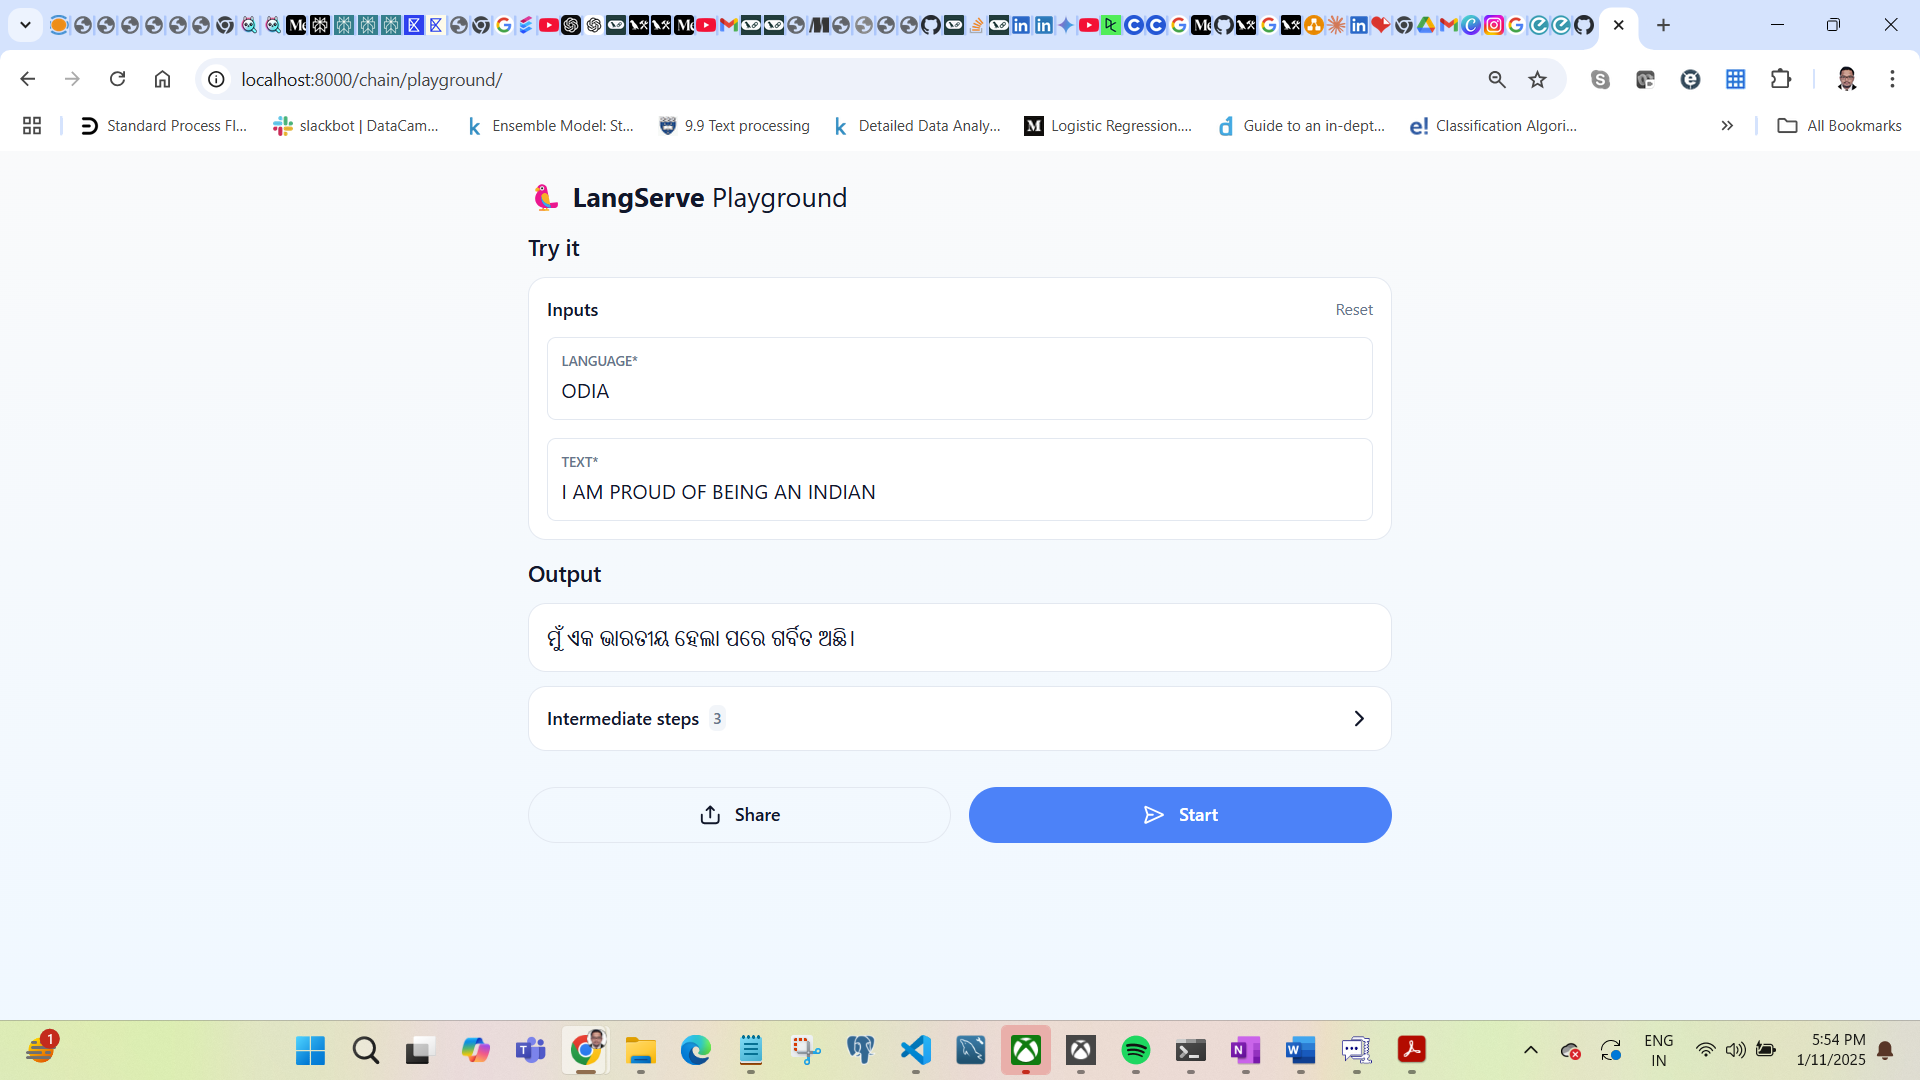 localhost:8000/chain/playground/
Standard Process Fl...
slackbot | DataCam...
Ensemble Model: St...
9.9 Text processing
Detailed Data Analy...
Logistic Regression....
Guide to an in-dept...
Classification Algori...
All Bookmarks
LangServe Playground
Try it
Inputs
Reset
LANGUAGE*
ODIA
TEXT*
I AM PROUD OF BEING AN INDIAN
Output
ମୁଁ ଏକ ଭାରତୀୟ ହେଲା ପରେ ଗର୍ବିତ ଅଛି।
Intermediate steps 3
Share
Start
1
ENG
IN
5:54 PM
1/11/2025